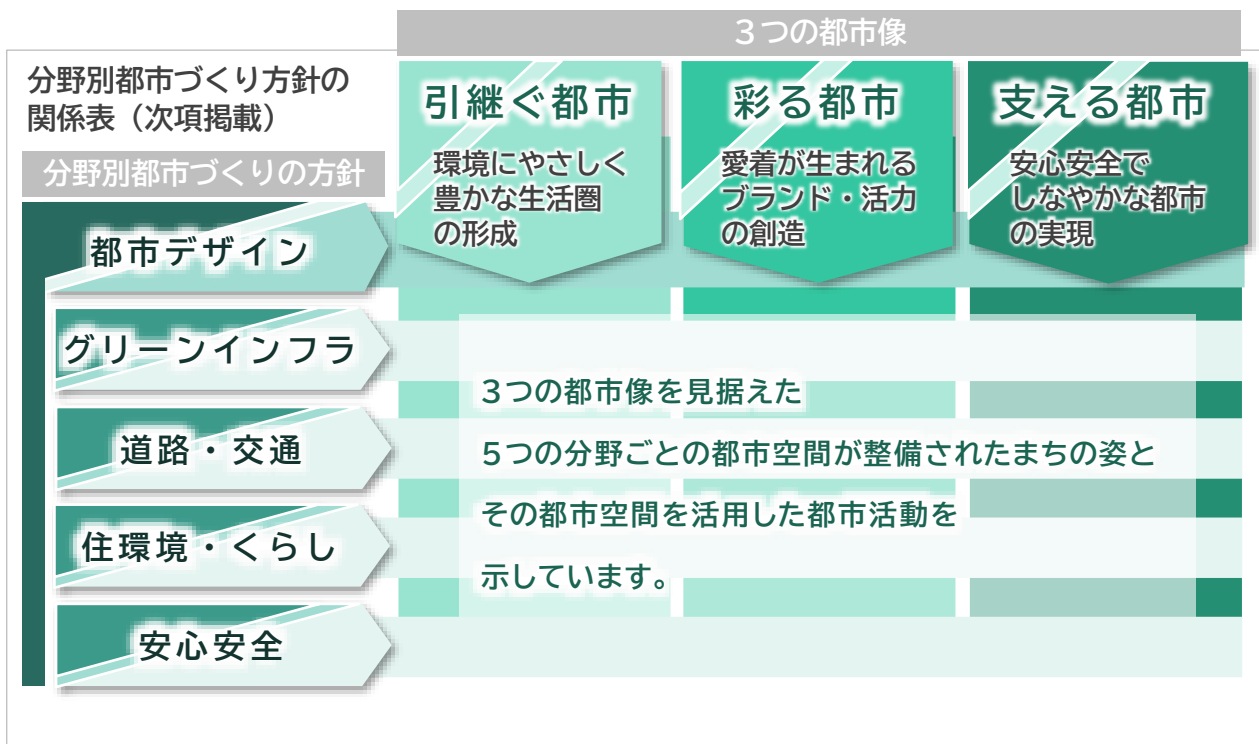 ３つの都市像
分野別都市づくり方針の
関係表（次項掲載）
分野別都市づくりの方針
引継ぐ都市
環境にやさしく
豊かな生活圏
の形成
彩る都市
愛着が生まれる
ブランド・活力
の創造
支える都市
安心安全で
しなやかな都市
の実現
都市デザイン
グリーンインフラ
道路・交通
住環境・くらし
安心安全
３つの都市像を見据えた
５つの分野ごとの都市空間が整備されたまちの姿と
その都市空間を活用した都市活動を
示しています。